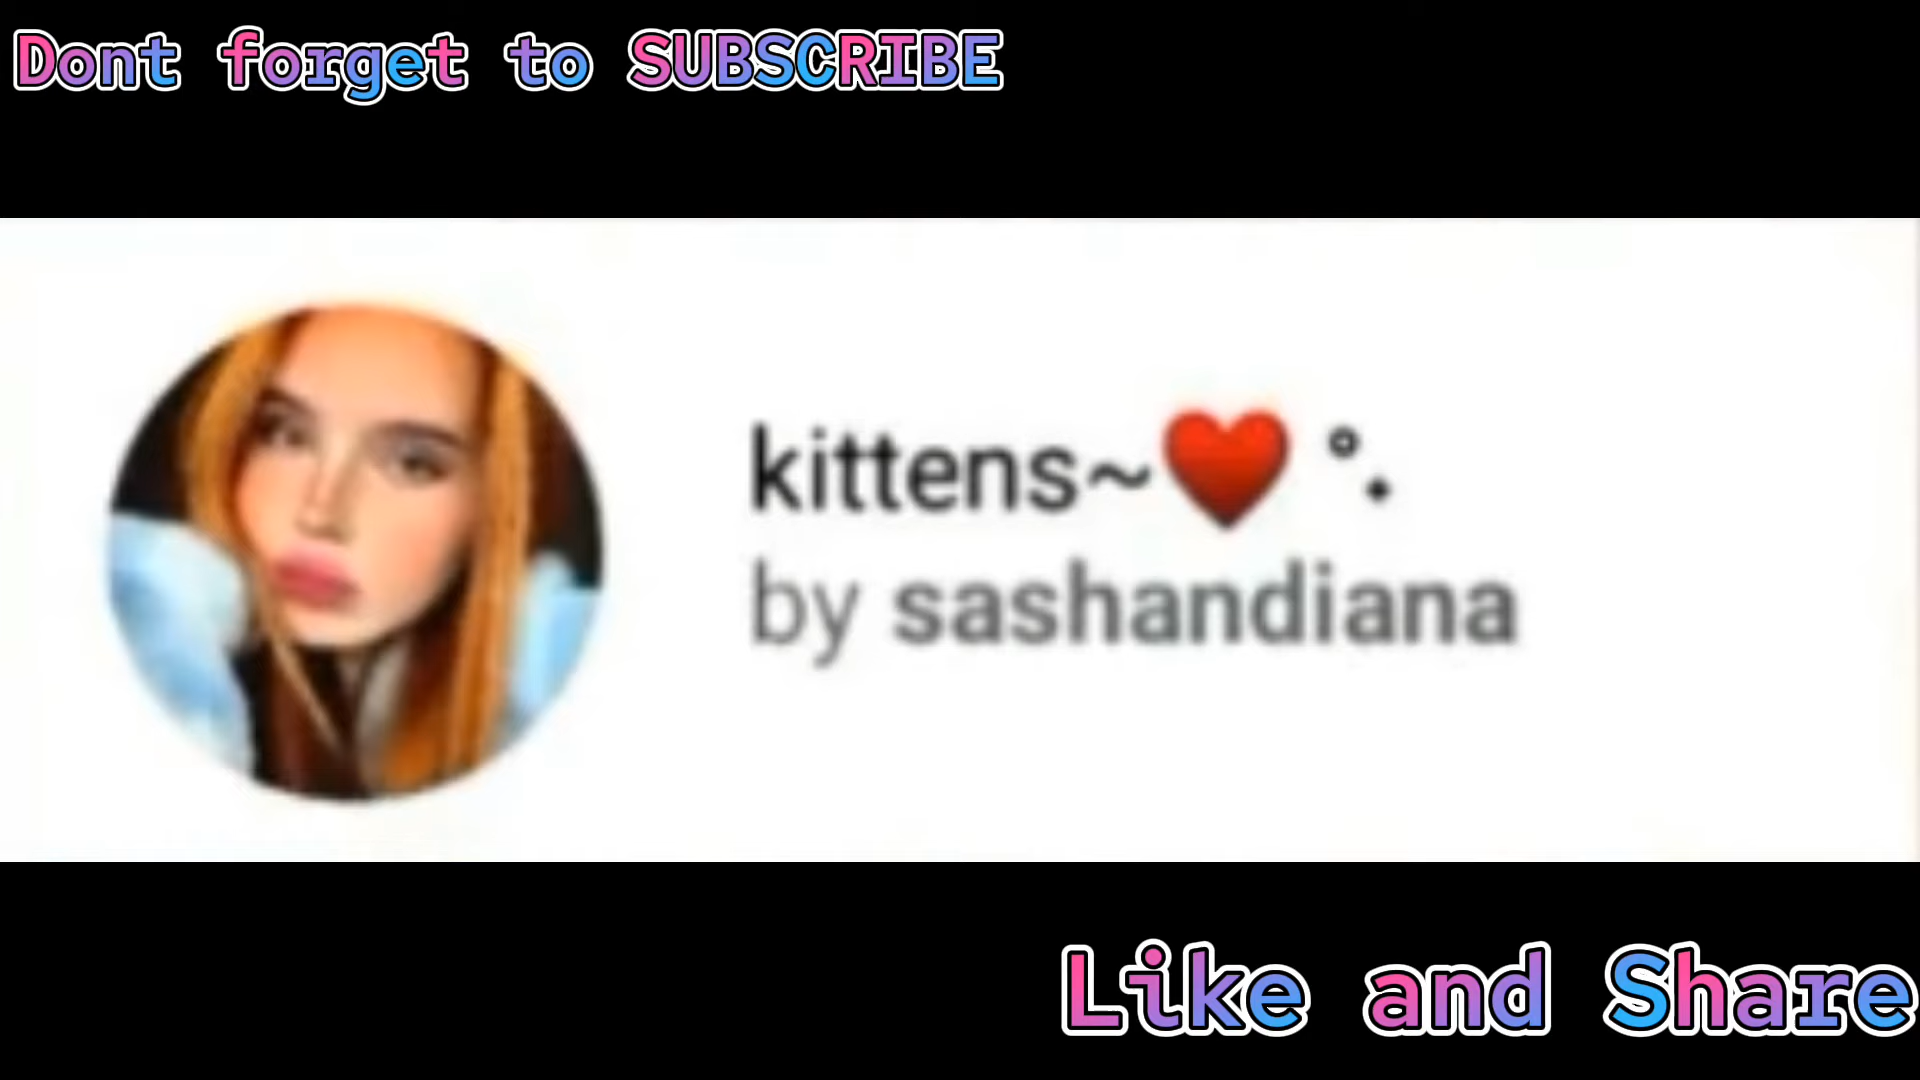 Dont forget to SUBSCRIBE
kittens~❤️ °.
by sashandiana
Like and Share